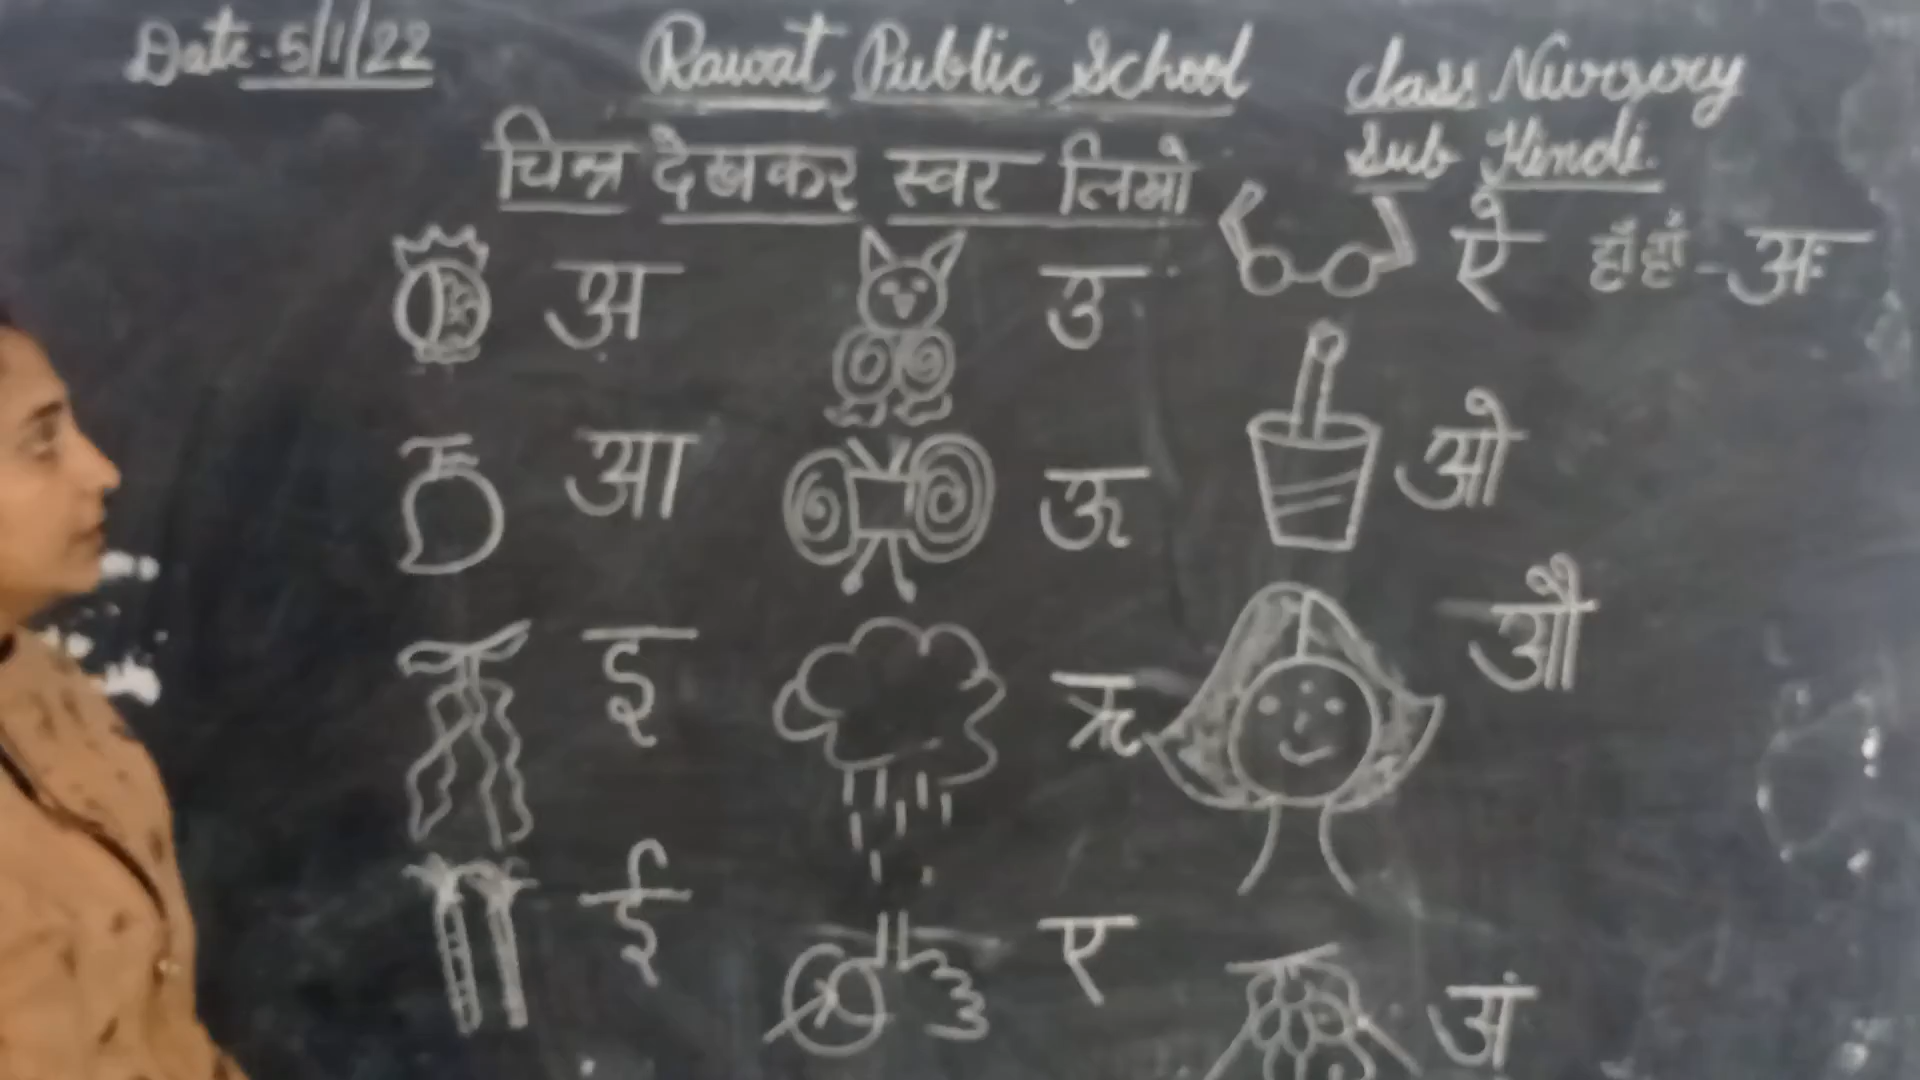 Date-5/1/22 Rawat Public School Class Nursery
Sub Hindi.
चित्र देखकर स्वर लिखो
अ
आ
इ
ई
उ
ऊ
ऋ
ए
ऐ
ओ
औ
अं
हाँ हाँ - अः